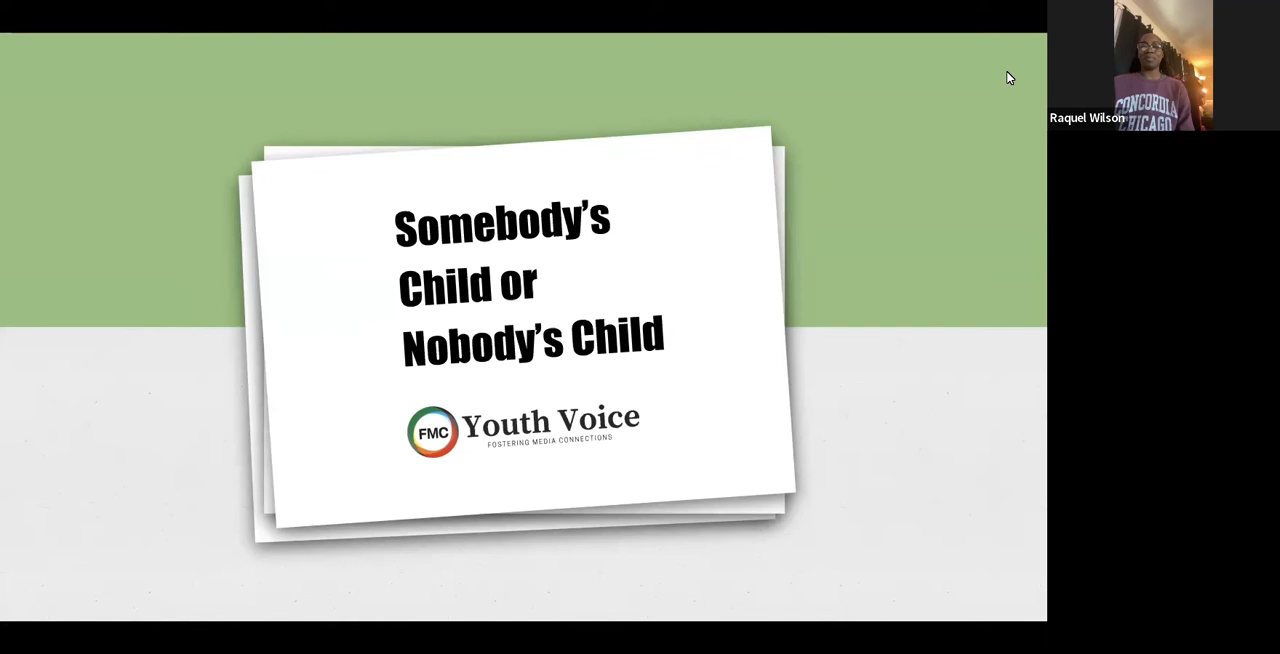 Somebody's
Child or
Nobody's Child
FMC
Youth Voice
FOSTERING MEDIA CONNECTIONS
Raquel Wilson
CONCORDIA
CHICAGO